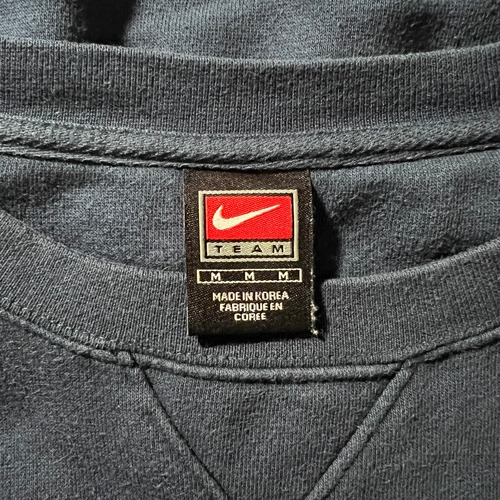 TEAM
M M M
MADE IN KOREA
FABRIQUE EN
COREE